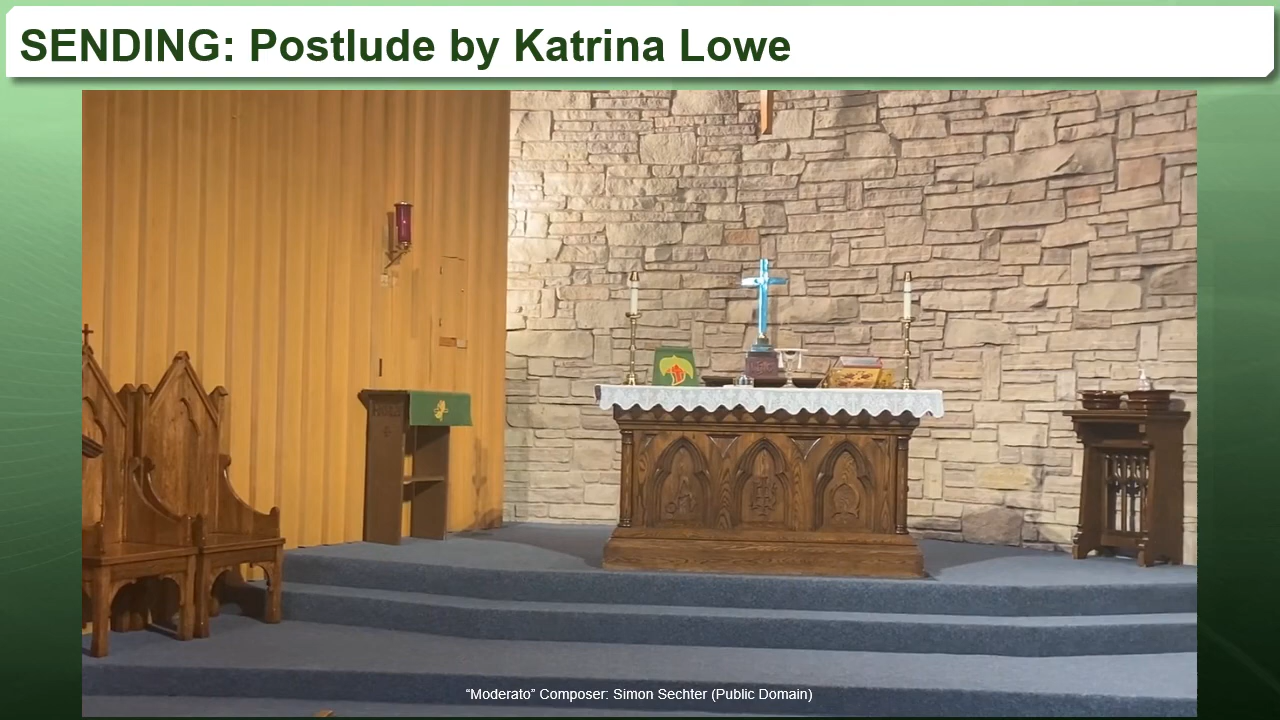 SENDING: Postlude by Katrina Lowe
“Moderato” Composer: Simon Sechter (Public Domain)